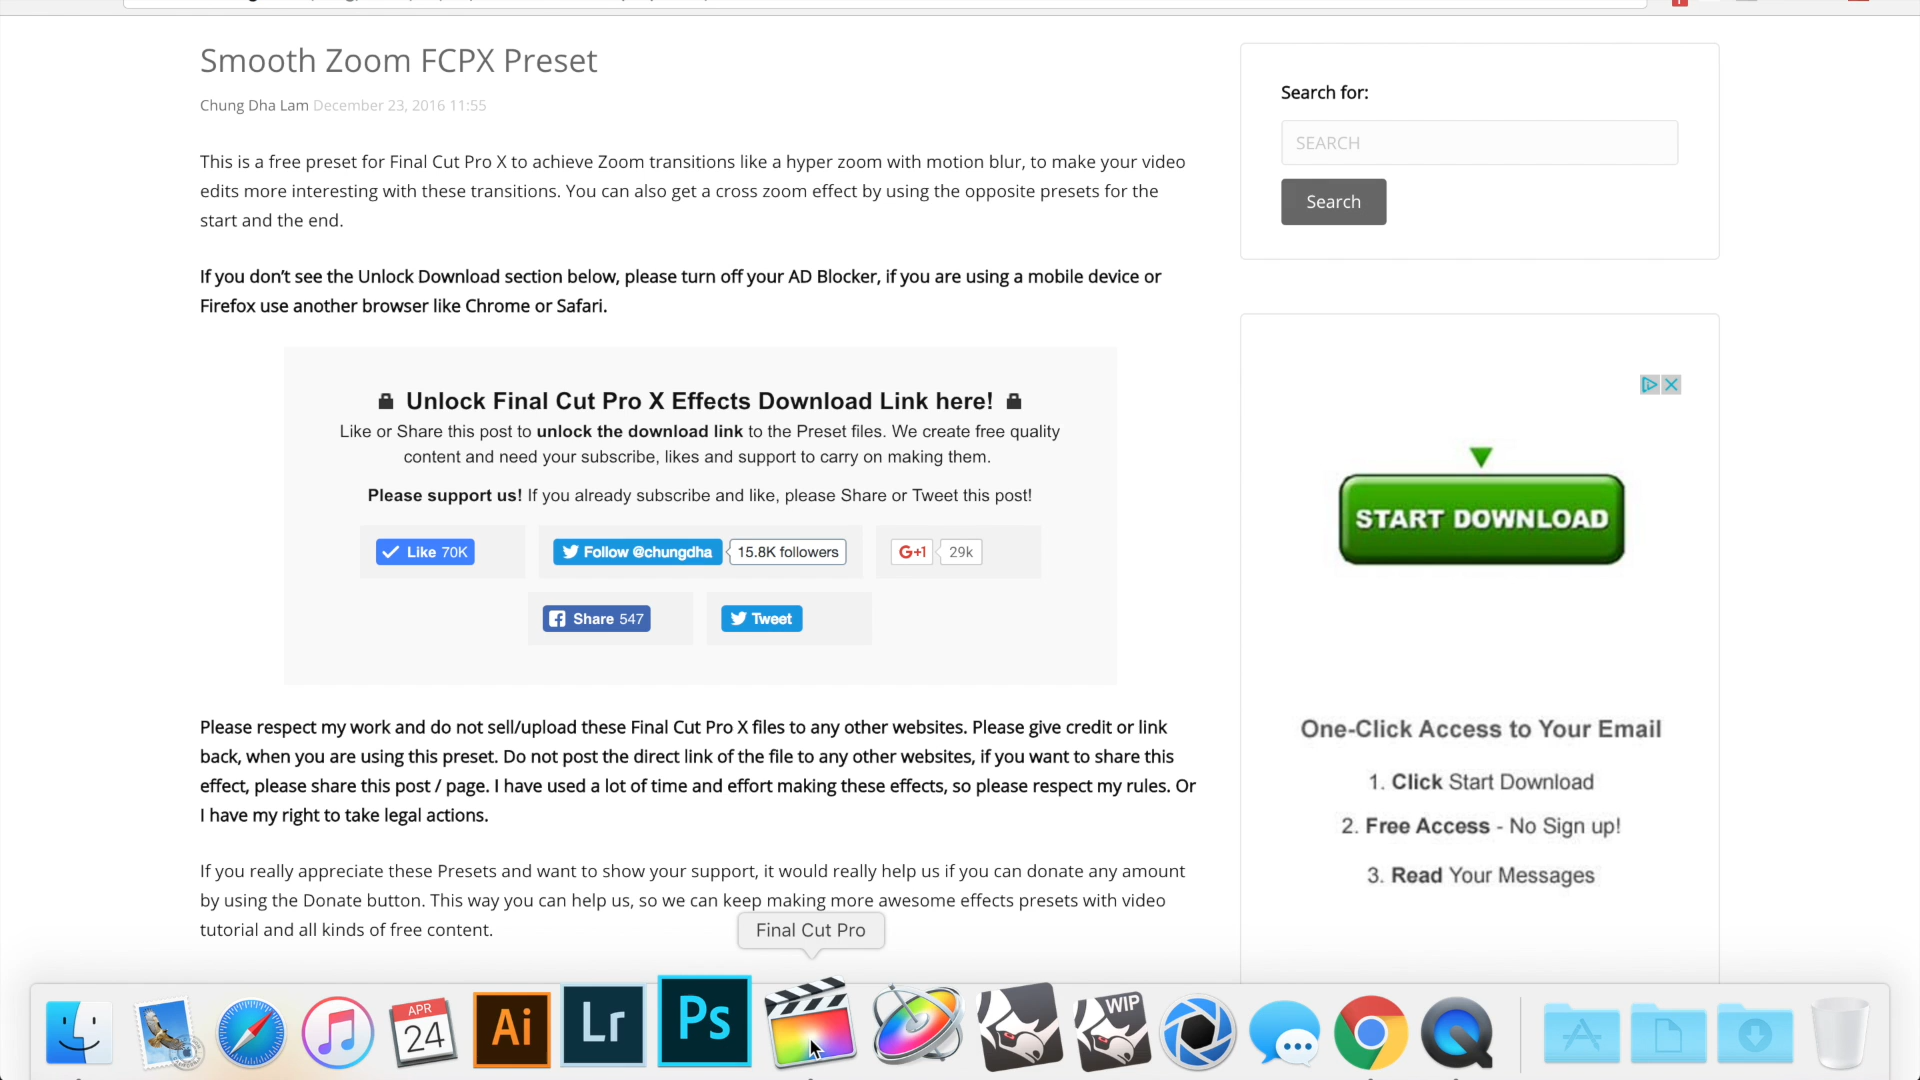 Smooth Zoom FCPX Preset
Chung Dha Lam December 23, 2016 11:55
This is a free preset for Final Cut Pro X to achieve Zoom transitions like a hyper zoom with motion blur, to make your video
edits more interesting with these transitions. You can also get a cross zoom effect by using the opposite presets for the
start and the end.
If you don’t see the Unlock Download section below, please turn off your AD Blocker, if you are using a mobile device or
Firefox use another browser like Chrome or Safari.
Unlock Final Cut Pro X Effects Download Link here!
Like or Share this post to unlock the download link to the Preset files. We create free quality
content and need your subscribe, likes and support to carry on making them.
Please support us! If you already subscribe and like, please Share or Tweet this post!
Like 70K
Follow @chungdha
15.8K followers
G+1
29k
Share 547
Tweet
Please respect my work and do not sell/upload these Final Cut Pro X files to any other websites. Please give credit or link
back, when you are using this preset. Do not post the direct link of the file to any other websites, if you want to share this
effect, please share this post / page. I have used a lot of time and effort making these effects, so please respect my rules. Or
I have my right to take legal actions.
If you really appreciate these Presets and want to show your support, it would really help us if you can donate any amount
by using the Donate button. This way you can help us, so we can keep making more awesome effects presets with video
tutorial and all kinds of free content.
Search for:
SEARCH
Search
START DOWNLOAD
One-Click Access to Your Email
1. Click Start Download
2. Free Access - No Sign up!
3. Read Your Messages
Final Cut Pro
APR
24
Ai
Lr
Ps
WIP